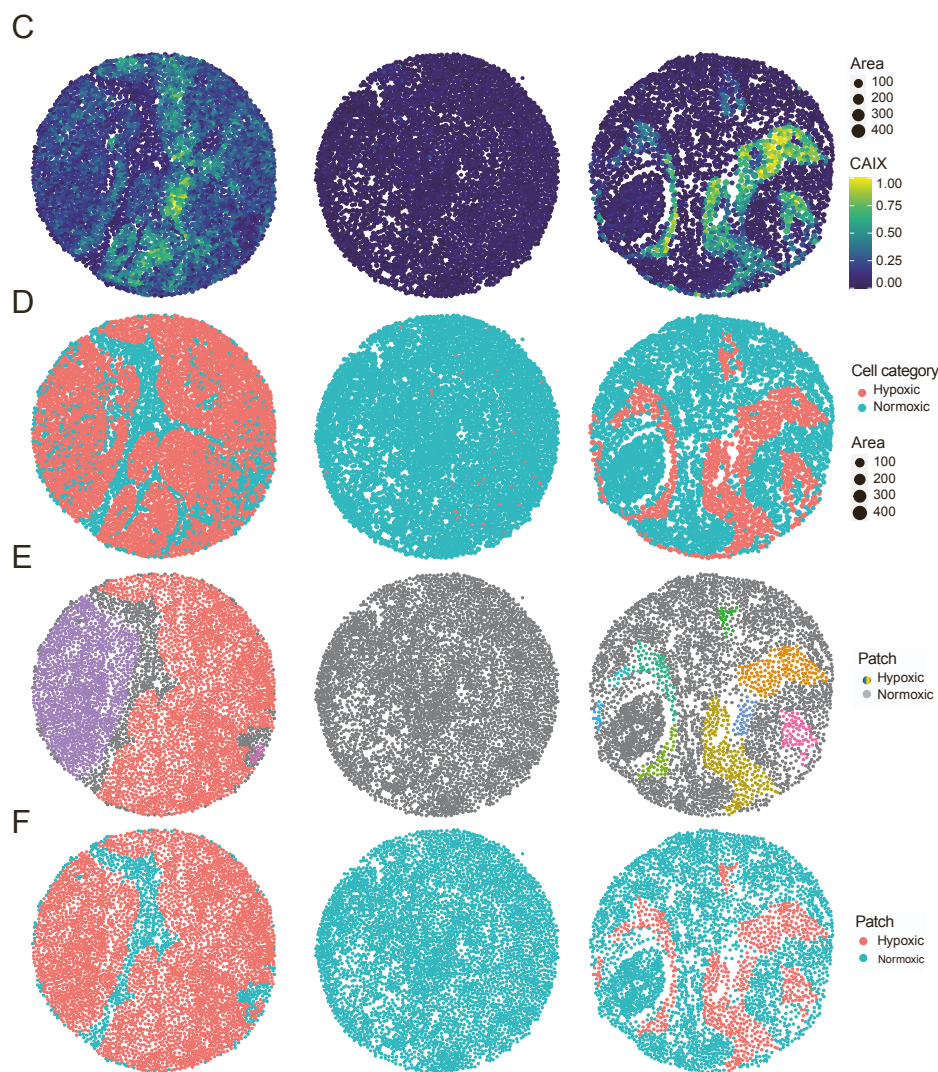 C
Area
100
200
300
400
CAIX
1.00
0.75
0.50
0.25
0.00
D
Cell category
Hypoxic
Normoxic
Area
100
200
300
400
E
Patch
Hypoxic
Normoxic
F
Patch
Hypoxic
Normoxic